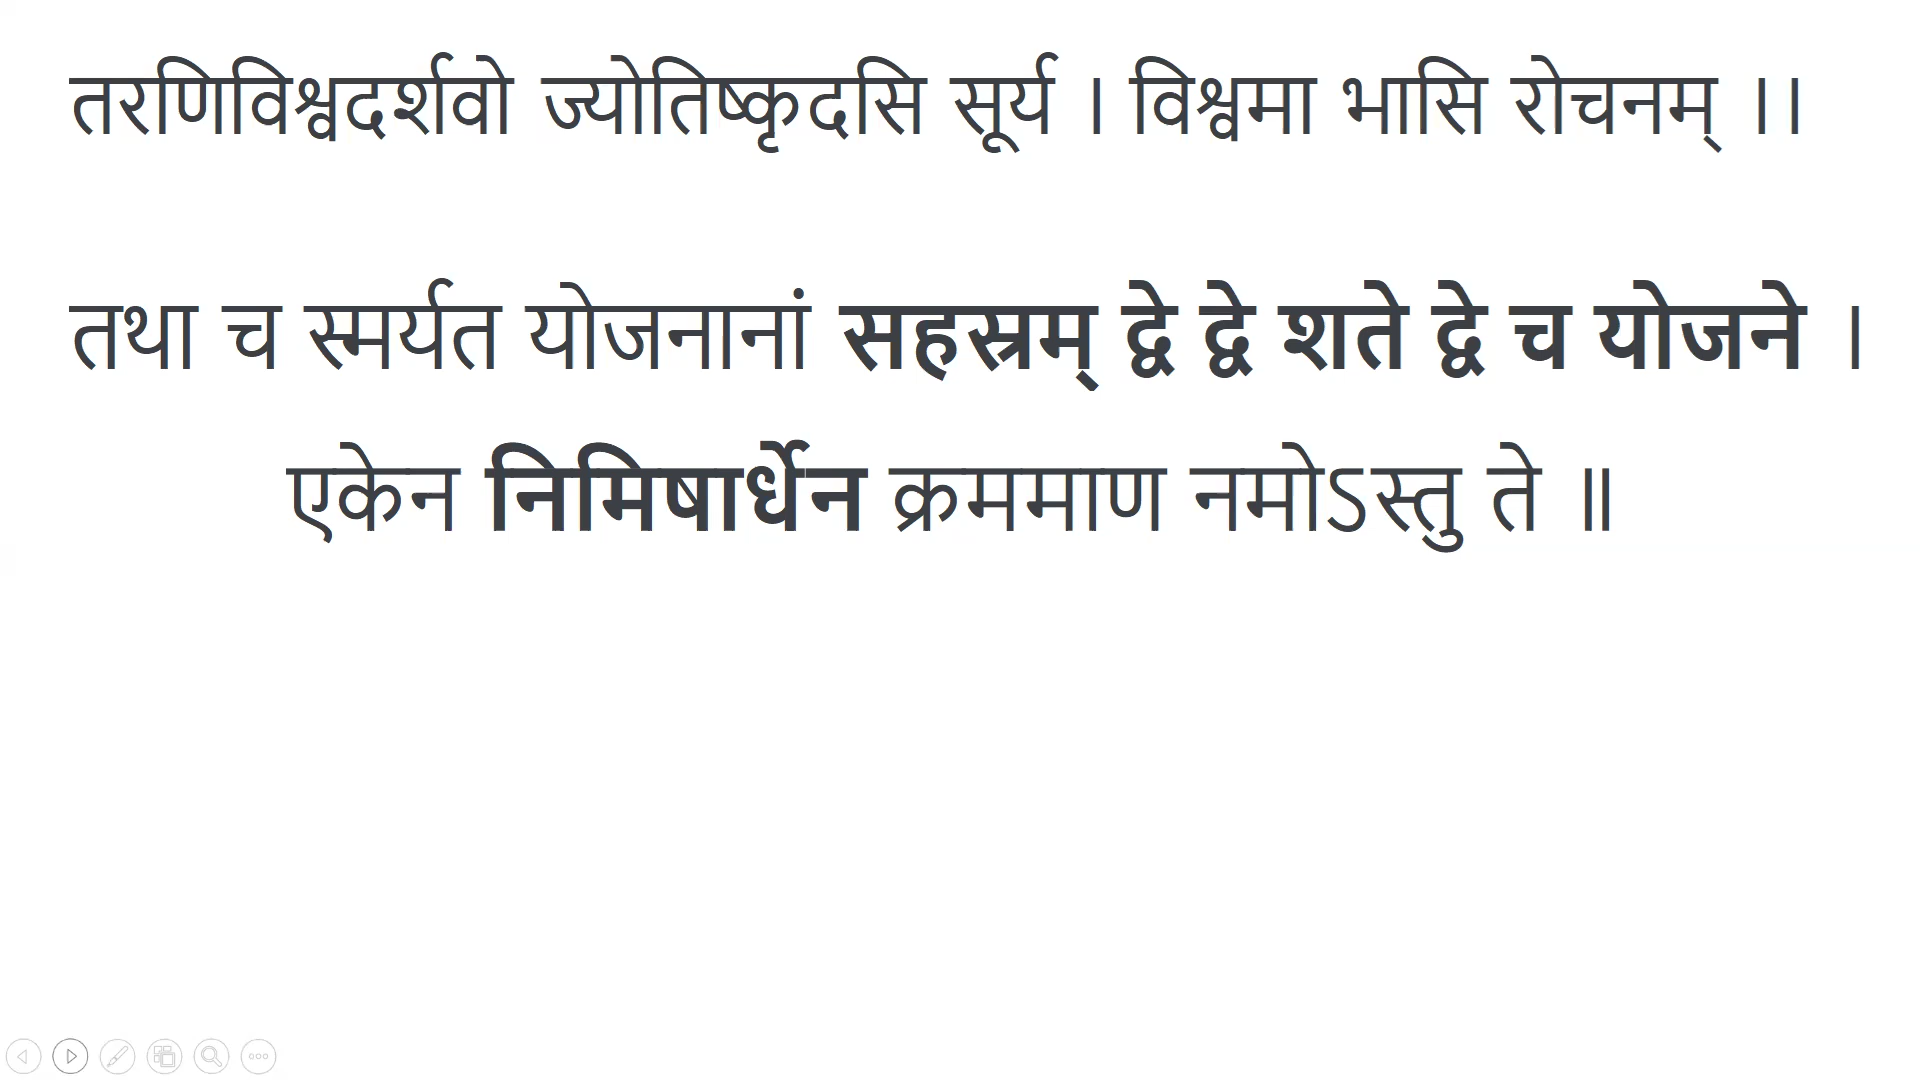 तरणिविश्वदर्शवो ज्योतिष्कृदसि सूर्य । विश्वमा भासि रोचनम् ।।
तथा च स्मर्यत योजनानां सहस्रम् द्वे द्वे शते द्वे च योजने ।
एकेन निमिषार्धेन क्रममाण नमोऽस्तु ते ॥